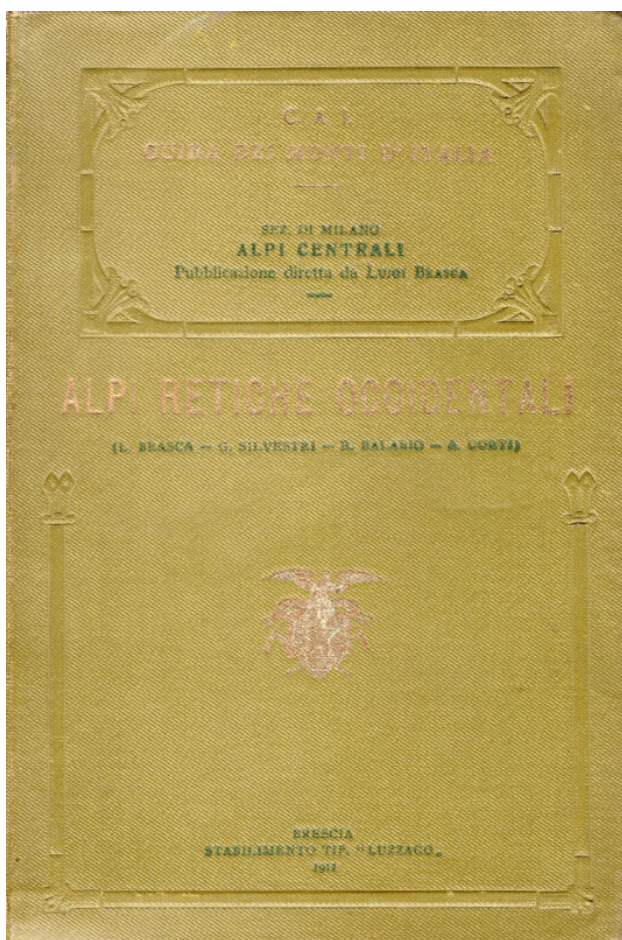 C. A. I.
GUIDA DEI MONTI D'ITALIA
SEZ. DI MILANO
ALPI CENTRALI
Pubblicazione diretta da LUIGI BRASCA
ALPI RETICHE OCCIDENTALI
(L. BRASCA – G. SILVESTRI – R. BALABIO – A. CORTI)
BRESCIA
STABILIMENTO TIP. "LUZZAGO„
1911